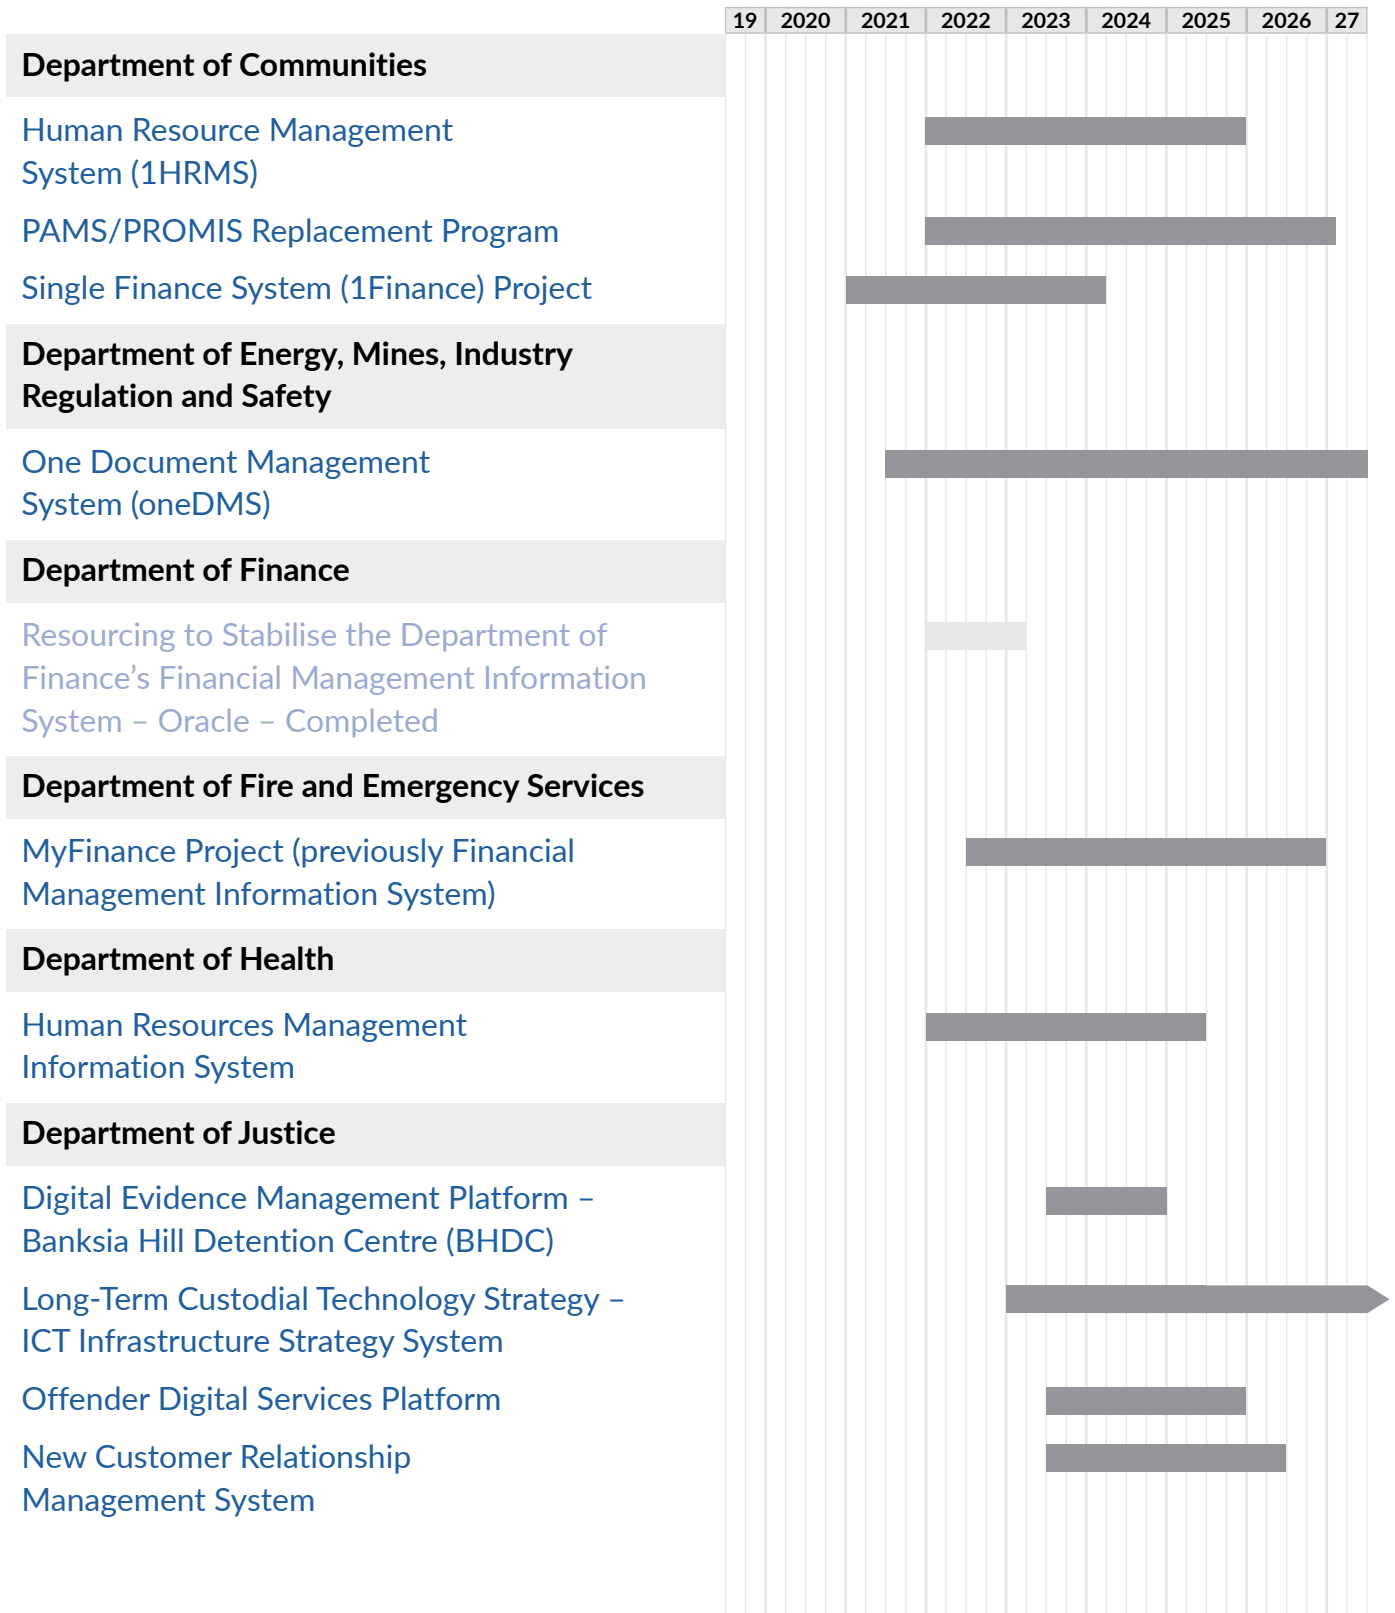 19 2020 2021 2022 2023 2024 2025 2026 27
Department of Communities
Human Resource Management
System (1HRMS)
PAMS/PROMIS Replacement Program
Single Finance System (1Finance) Project
Department of Energy, Mines, Industry
Regulation and Safety
One Document Management
System (oneDMS)
Department of Finance
Resourcing to Stabilise the Department of
Finance’s Financial Management Information
System – Oracle – Completed
Department of Fire and Emergency Services
MyFinance Project (previously Financial
Management Information System)
Department of Health
Human Resources Management
Information System
Department of Justice
Digital Evidence Management Platform –
Banksia Hill Detention Centre (BHDC)
Long-Term Custodial Technology Strategy –
ICT Infrastructure Strategy System
Offender Digital Services Platform
New Customer Relationship
Management System